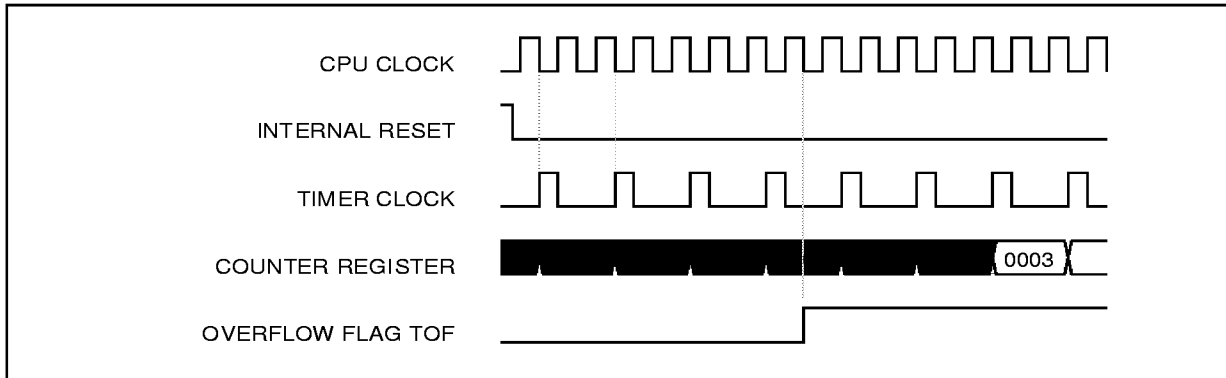 CPU CLOCK
INTERNAL RESET
TIMER CLOCK
COUNTER REGISTER
0003
OVERFLOW FLAG TOF